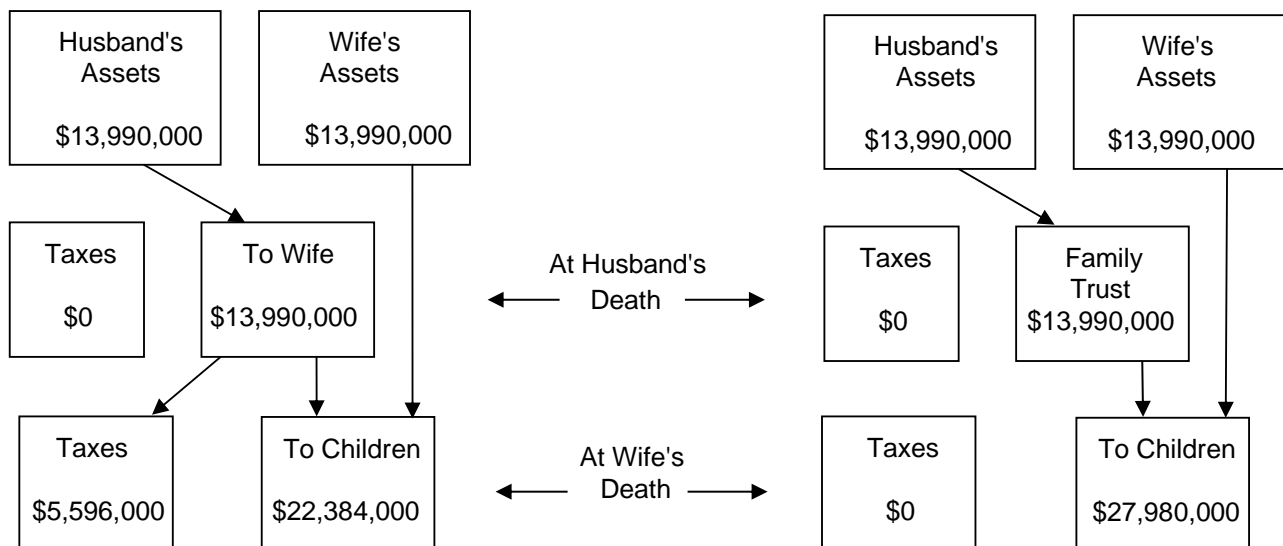 Husband's
Assets
$13,990,000
Wife's
Assets
$13,990,000
Taxes
$0
To Wife
$13,990,000
Taxes
$5,596,000
To Children
$22,384,000
At Husband's
Death
At Wife's
Death
Husband's
Assets
$13,990,000
Wife's
Assets
$13,990,000
Taxes
$0
Family
Trust
$13,990,000
Taxes
$0
To Children
$27,980,000